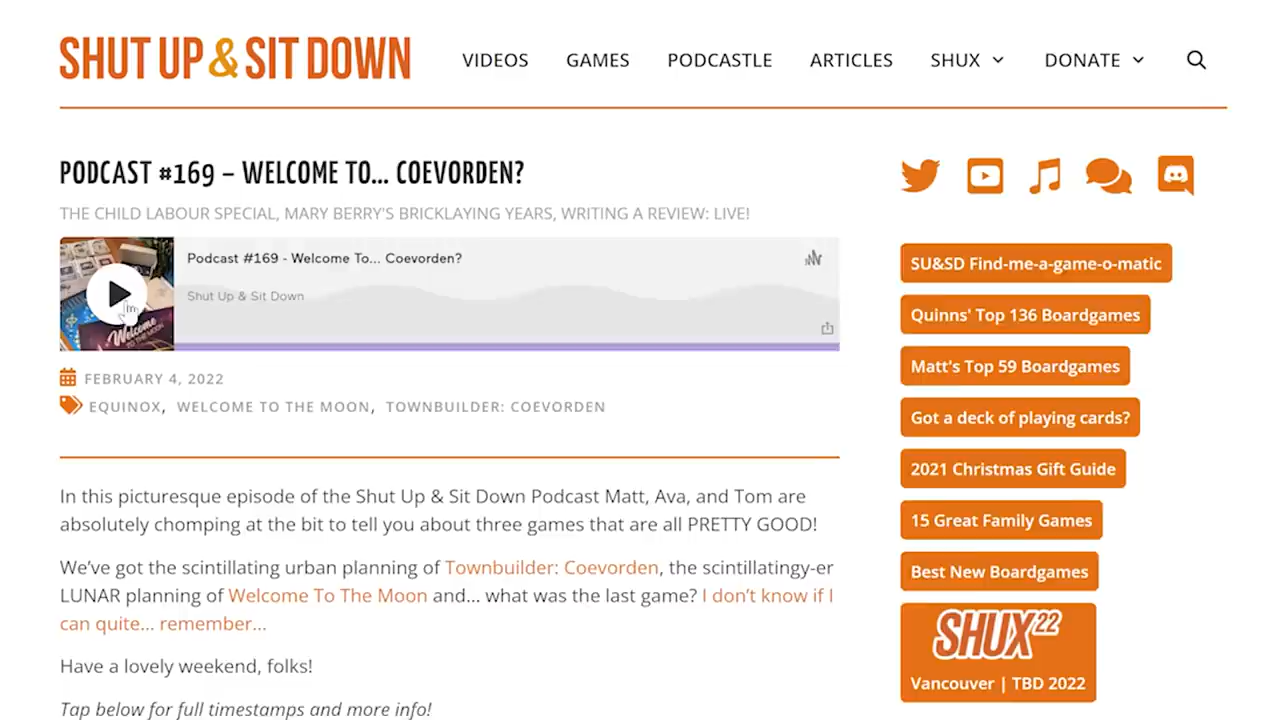 SHUT UP & SIT DOWN
VIDEOS GAMES PODCASTLE ARTICLES SHUX DONATE
PODCAST #169 – WELCOME TO... COEVORDEN?
THE CHILD LABOUR SPECIAL, MARY BERRY'S BRICKLAYING YEARS, WRITING A REVIEW: LIVE!
Podcast #169 - Welcome To... Coevorden?
Shut Up & Sit Down
Welcome
TO THE MOON
FEBRUARY 4, 2022
EQUINOX, WELCOME TO THE MOON, TOWNBUILDER: COEVORDEN
In this picturesque episode of the Shut Up & Sit Down Podcast Matt, Ava, and Tom are
absolutely chomping at the bit to tell you about three games that are all PRETTY GOOD!
We've got the scintillating urban planning of Townbuilder: Coevorden, the scintillatingy-er
LUNAR planning of Welcome To The Moon and... what was the last game? I don't know if I
can quite... remember...
Have a lovely weekend, folks!
Tap below for full timestamps and more info!
SU&SD Find-me-a-game-o-matic
Quinns' Top 136 Boardgames
Matt's Top 59 Boardgames
Got a deck of playing cards?
2021 Christmas Gift Guide
15 Great Family Games
Best New Boardgames
SHUX22
Vancouver | TBD 2022